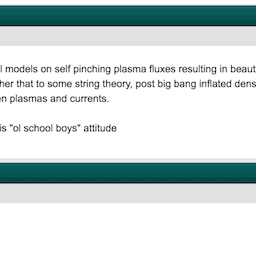 l models on self pinching plasma fluxes resulting in beaut
her that to some string theory, post big bang inflated dens
n plasmas and currents.
is "ol school boys" attitude